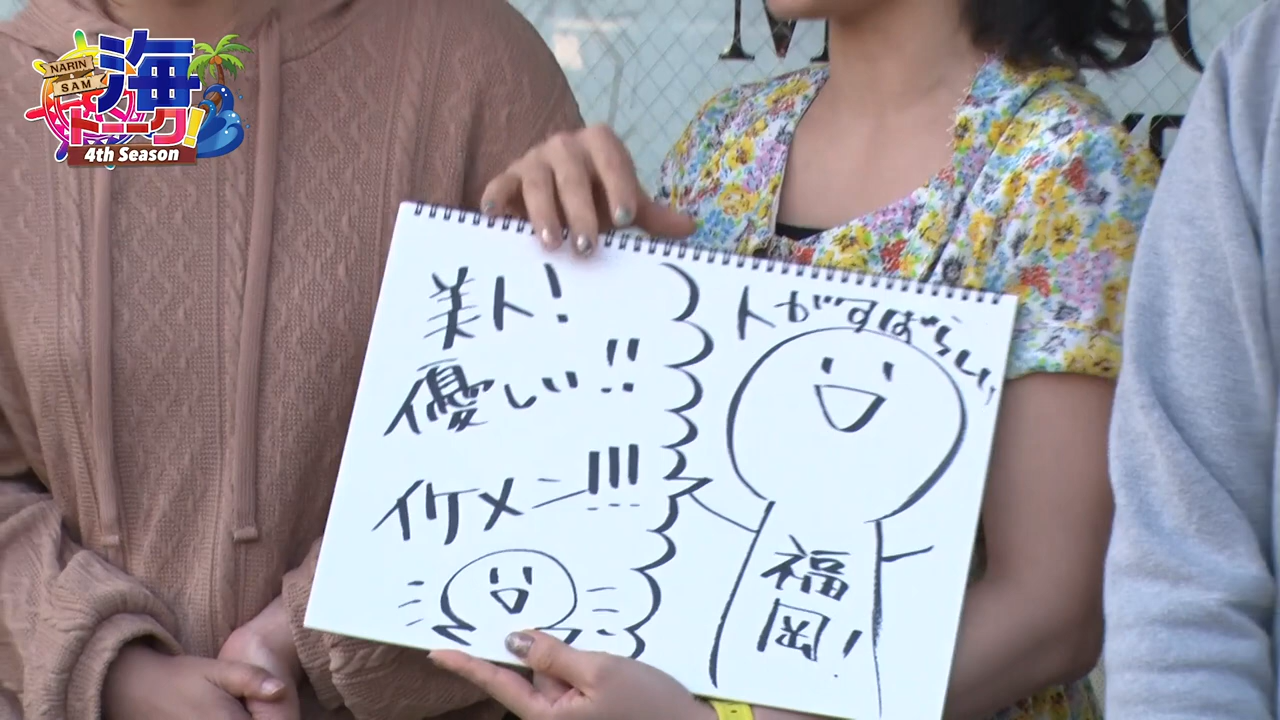 NARIN
SAM
海
トーーク!
4th Season
美人!
優しい!!
イケメン!!!
人がすばらしい
福
岡!